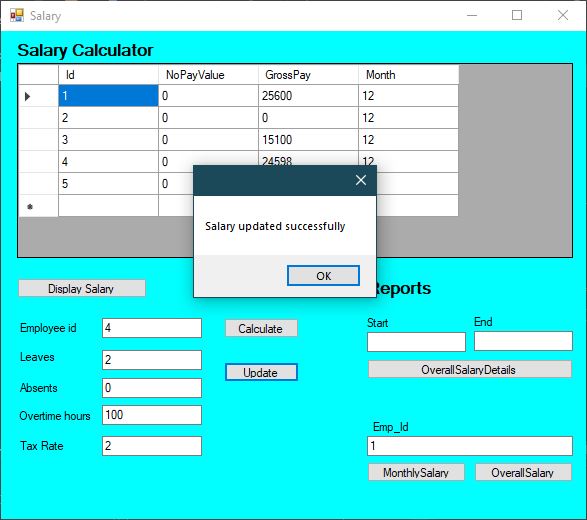 Salary
Salary Calculator
Id NoPayValue GrossPay Month
1 0 25600 12
2 0 0 12
3 0 15100 12
4 0 24598 12
5 0
Salary updated successfully
OK
Display Salary
Reports
Employee id 4 Calculate
Start End
Leaves 2
Update
OverallSalaryDetails
Absents 0
Overtime hours 100
Emp_Id
Tax Rate 2
1
MonthlySalary OverallSalary